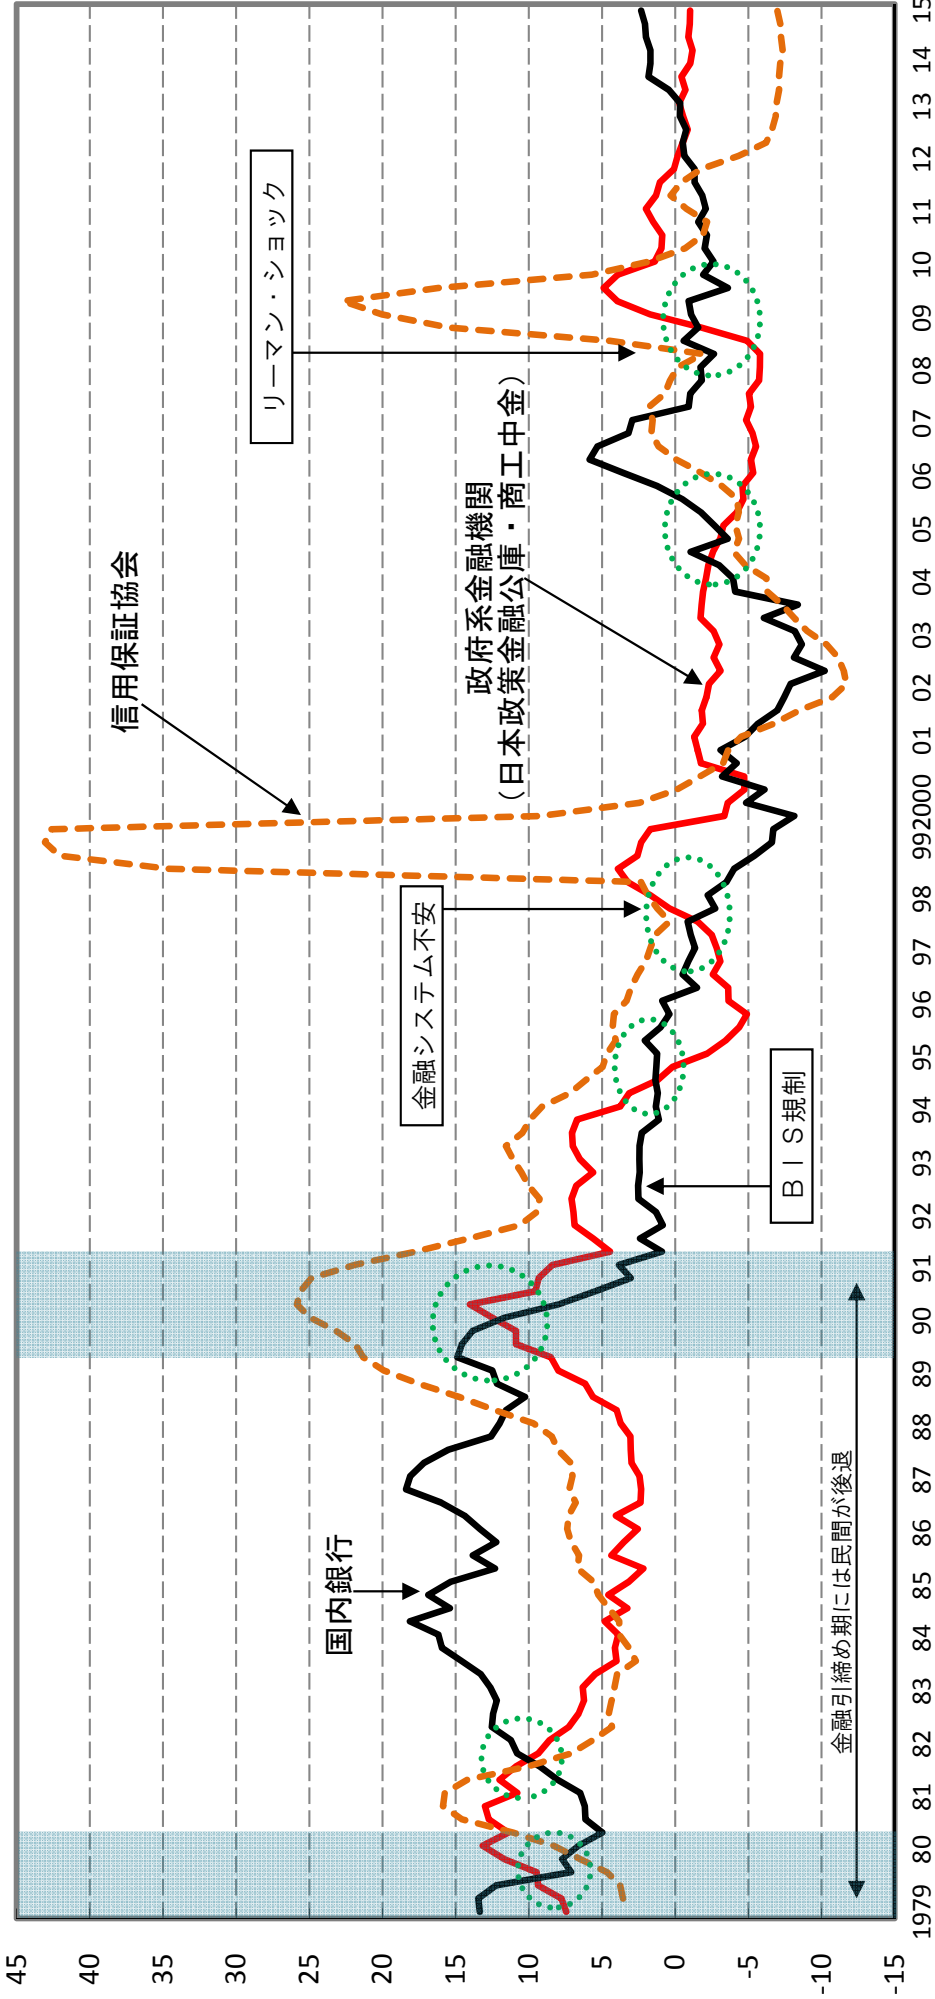 45
40
35
30
25
20
15
10
5
0
-5
-10
-15
リーマン・ショック
信用保証協会
政府系金融機関
（日本政策金融公庫・商工中金）
金融システム不安
国内銀行
ＢＩＳ規制
金融引締め期には民間が後退
1979 80 81 82 83 84 85 86 87 88 89 90 91 92 93 94 95 96 97 98 99 2000 01 02 03 04 05 06 07 08 09 10 11 12 13 14 15